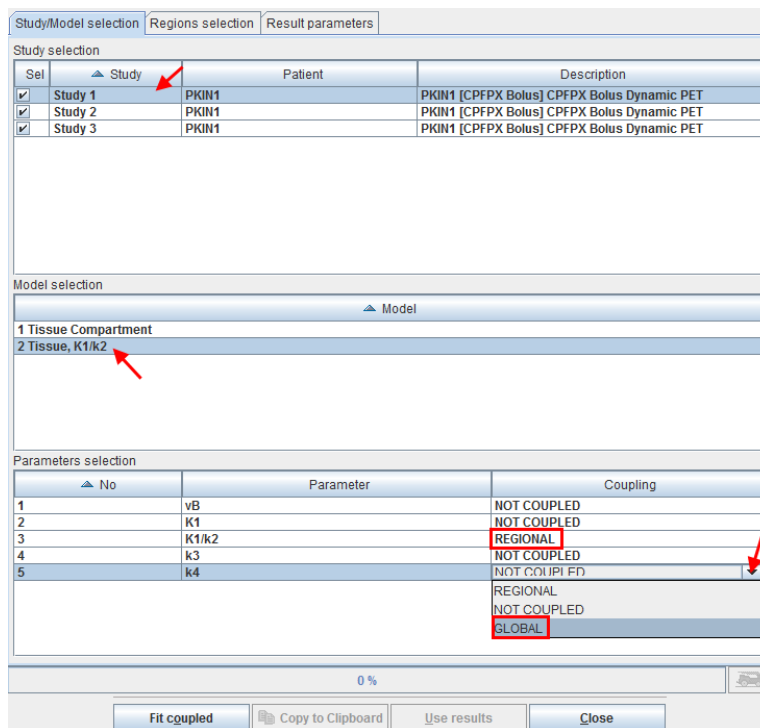 Study/Model selection Regions selection Result parameters
Study selection
Sel Study Patient Description
Study 1 PKIN1 PKIN1 [CPFPX Bolus] CPFPX Bolus Dynamic PET
Study 2 PKIN1 PKIN1 [CPFPX Bolus] CPFPX Bolus Dynamic PET
Study 3 PKIN1 PKIN1 [CPFPX Bolus] CPFPX Bolus Dynamic PET
Model selection
Model
1 Tissue Compartment
2 Tissue, K1/k2
Parameters selection
No Parameter Coupling
1 vB NOT COUPLED
2 K1 NOT COUPLED
3 K1/k2 REGIONAL
4 k3 NOT COUPLED
5 k4 NOT COUPLED
REGIONAL
NOT COUPLED
GLOBAL
0 %
Fit coupled Copy to Clipboard Use results Close